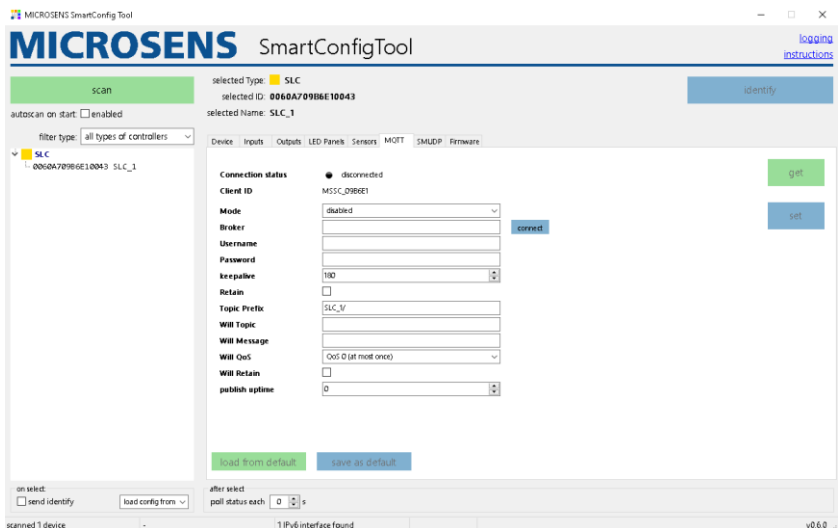 MICROSENS SmartConfig Tool
MICROSENS SmartConfigTool
logging
instructions
scan
autoscan on start: enabled
filter type: all types of controllers
SLC
0060A709B6E10043 SLC_1
selected Type: SLC
selected ID: 0060A709B6E10043
selected Name: SLC_1
identify
Device Inputs Outputs LED Panels Sensors MQTT SMUDP Firmware
Connection status disconnected
Client ID MSSC_D9B6E1
Mode disabled
Broker connect
Username
Password
keepalive 180
Retain
Topic Prefix SLC_1/
Will Topic
Will Message
Will QoS QoS 0 (at most once)
Will Retain
publish uptime 0
get
set
load from default save as default
on select:
send identify load config from
after select
poll status each 0 s
scanned 1 device - 1 IPv6 interface found v0.6.0